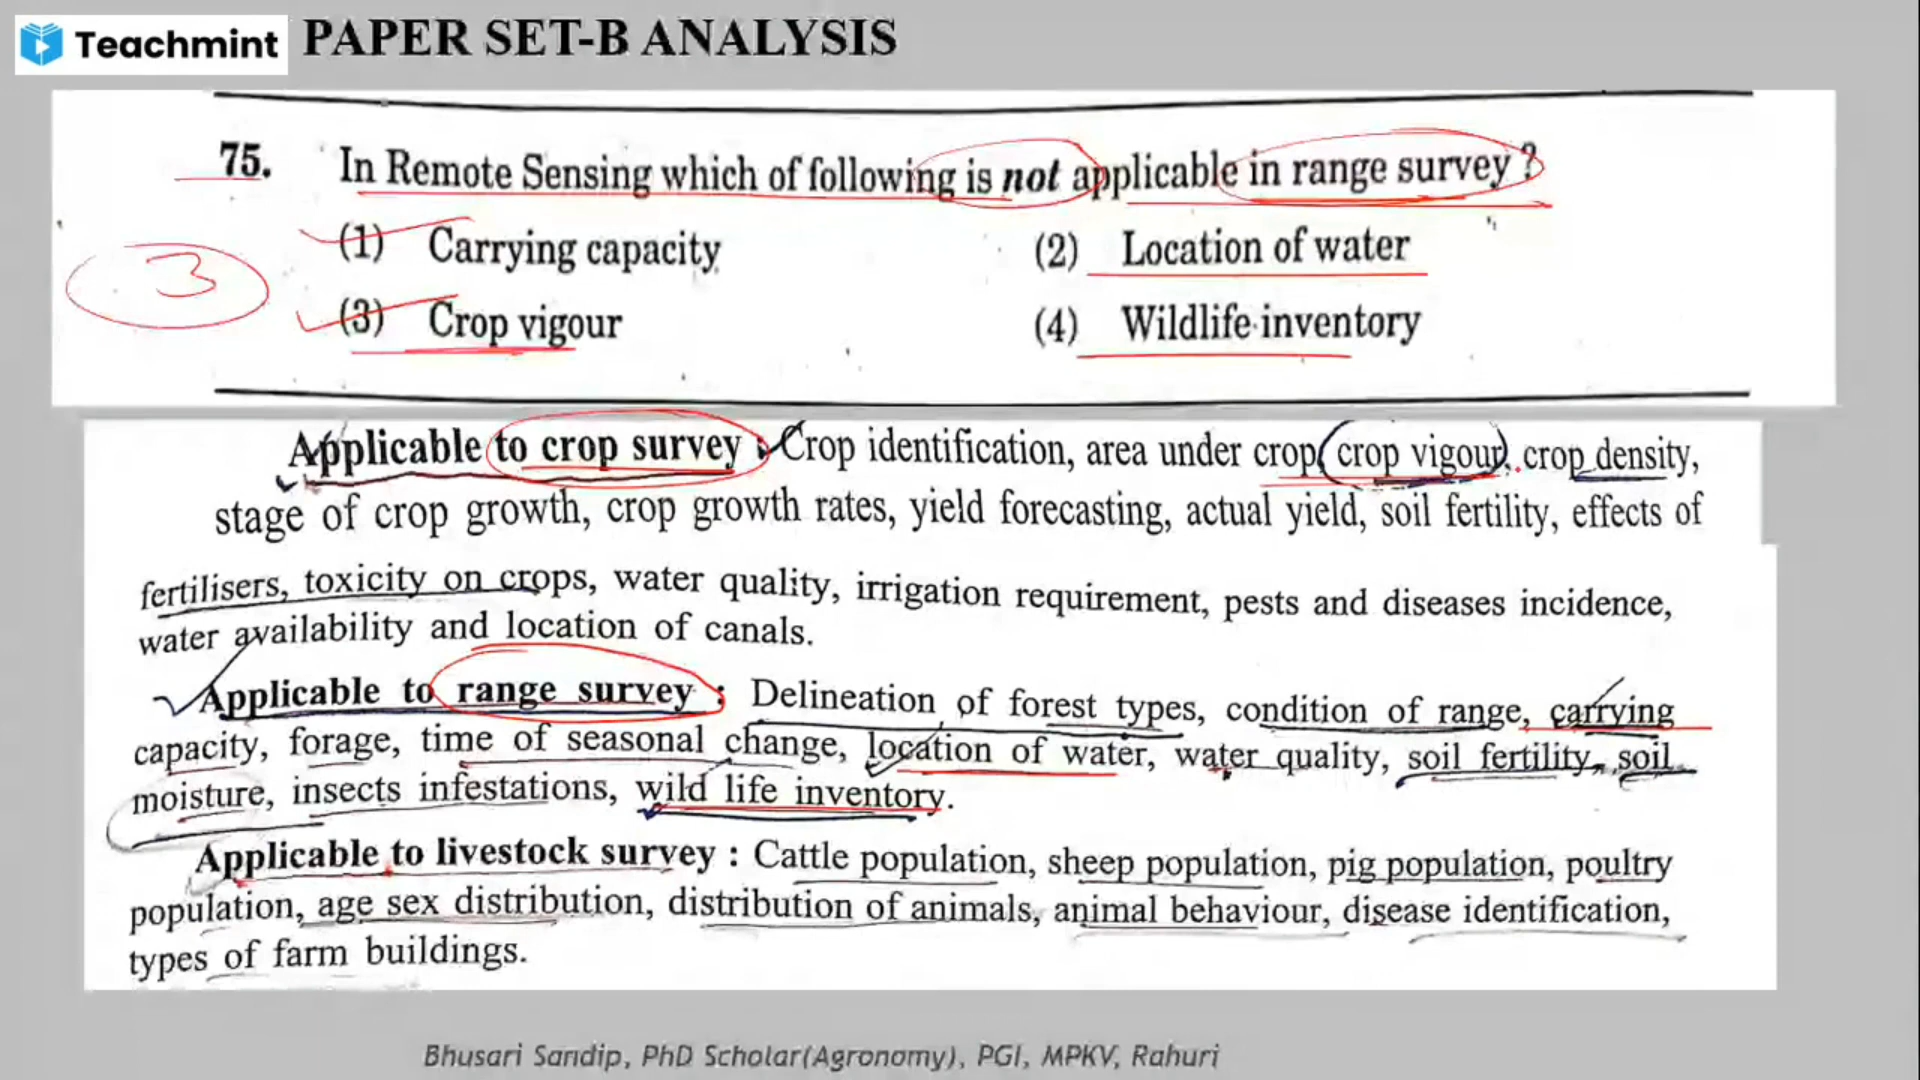 Teachmint PAPER SET-B ANALYSIS
75. In Remote Sensing which of following is not applicable in range survey ?
(1) Carrying capacity (2) Location of water
3
(3) Crop vigour (4) Wildlife inventory
Applicable to crop survey : Crop identification, area under crop, crop vigour, crop density,
stage of crop growth, crop growth rates, yield forecasting, actual yield, soil fertility, effects of
fertilisers, toxicity on crops, water quality, irrigation requirement, pests and diseases incidence,
water availability and location of canals.
Applicable to range survey : Delineation of forest types, condition of range, carrying
capacity, forage, time of seasonal change, location of water, water quality, soil fertility, soil
moisture, insects infestations, wild life inventory.
Applicable to livestock survey : Cattle population, sheep population, pig population, poultry
population, age sex distribution, distribution of animals, animal behaviour, disease identification,
types of farm buildings.
Bhusari Sandip, PhD Scholar(Agronomy), PGI, MPKV, Rahuri